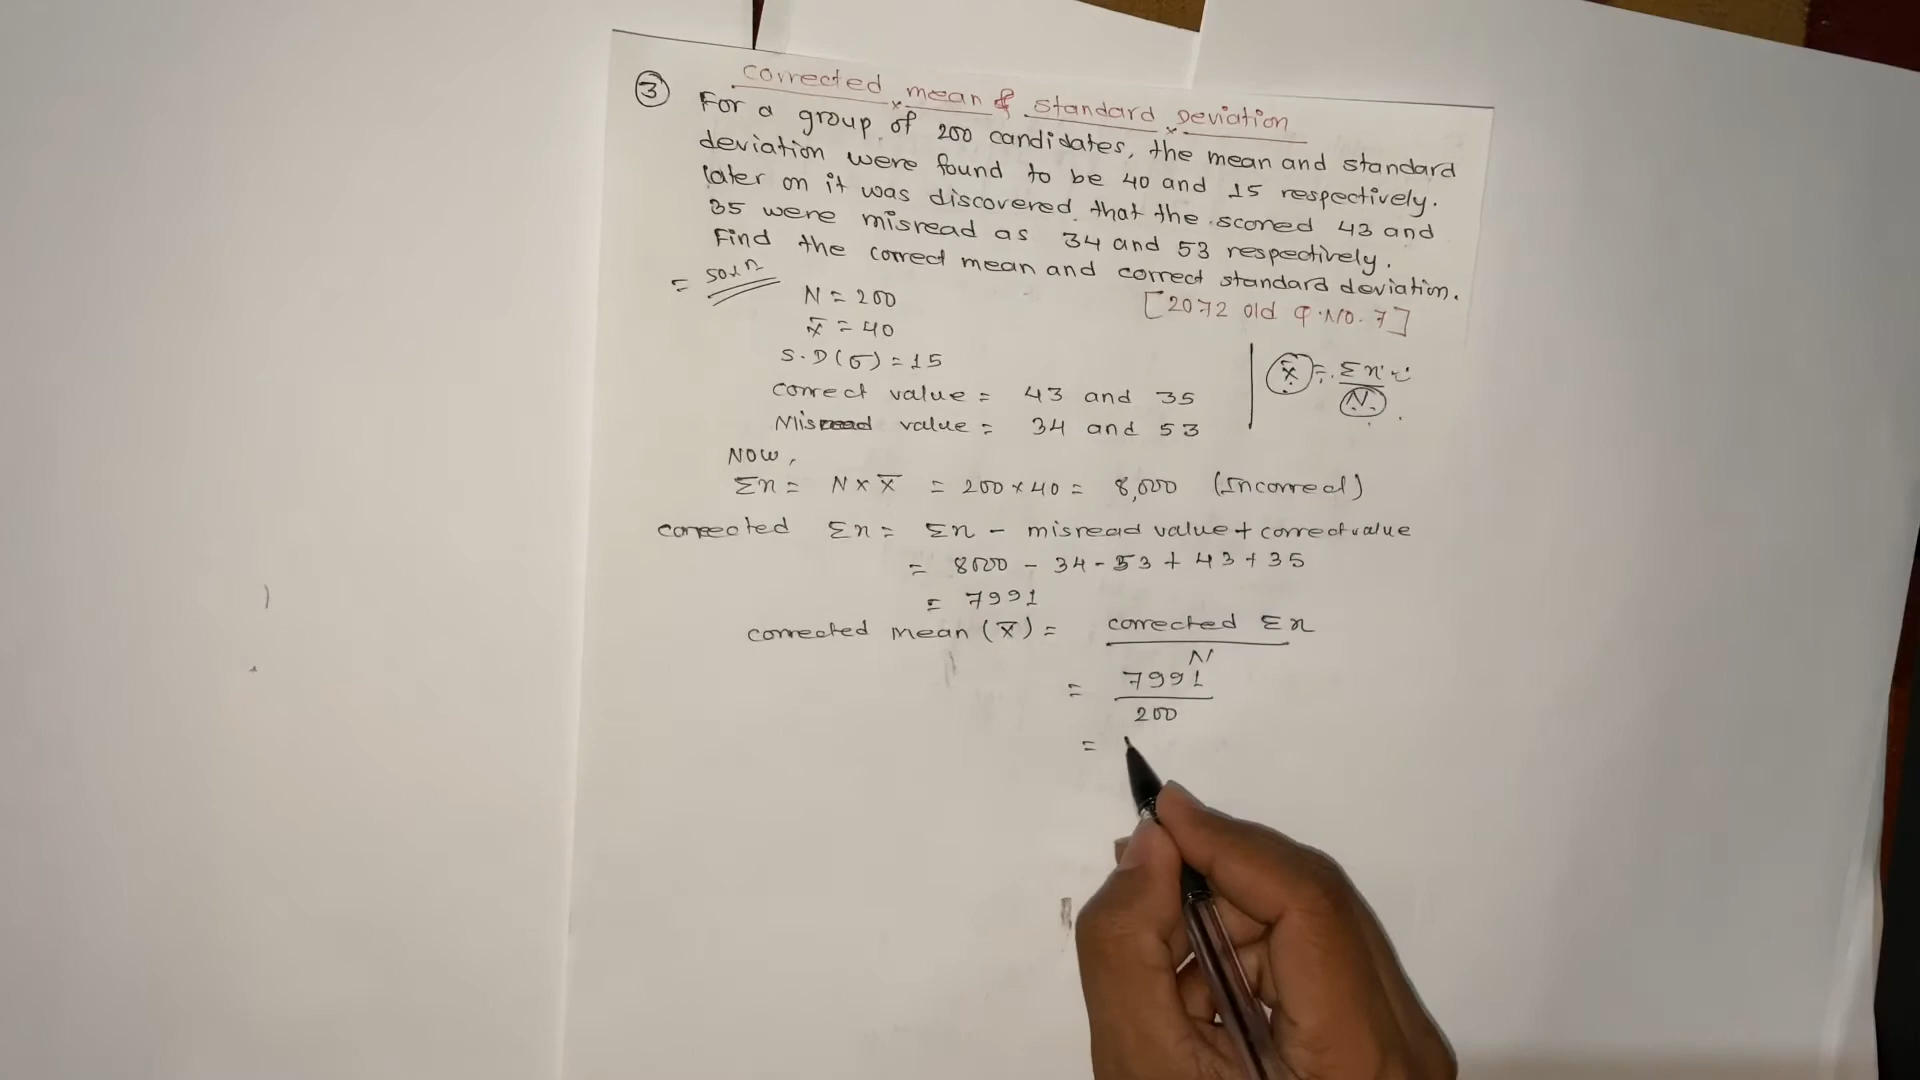 corrected mean & standard Deviation
③ For a group of 200 candidates, the mean and standard
deviation were found to be 40 and 15 respectively.
later on it was discovered that the scored 43 and
35 were misread as 34 and 53 respectively.
Find the correct mean and correct standard deviation.
[2072 old Q.NO. 7]
= solⁿ
N = 200
x̄ = 40
S.D(σ) = 15
correct value = 43 and 35
Misread value = 34 and 53
x̄ = Σx
N
Now,
Σx = N × x̄ = 200 × 40 = 8,000 (Incorrect)
corrected Σx = Σx - misread value + correct value
= 8000 - 34 - 53 + 43 + 35
= 7991
corrected mean (x̄) = corrected Σx
N
= 7991
200
=